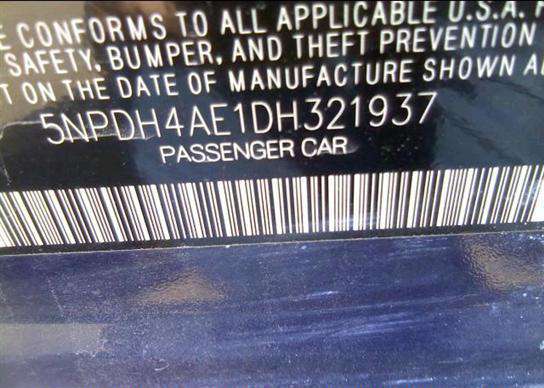 E CONFORMS TO ALL APPLICABLE U.S.A.
SAFETY, BUMPER, AND THEFT PREVENTION
T ON THE DATE OF MANUFACTURE SHOWN A
5NPDH4AE1DH321937
PASSENGER CAR